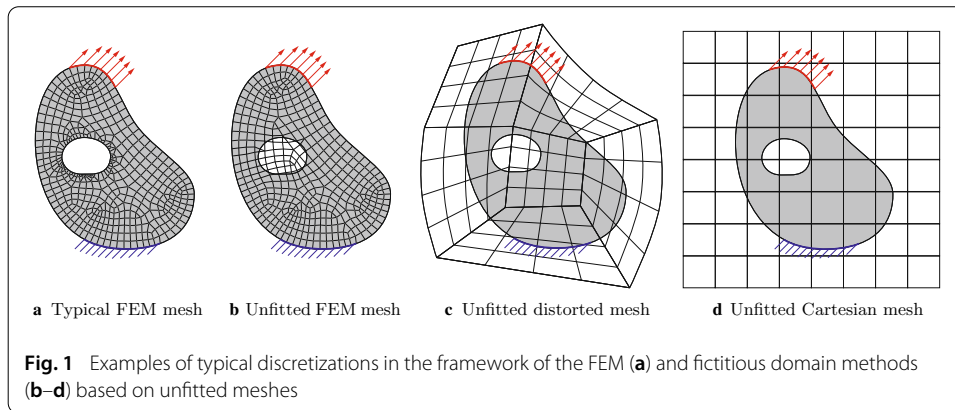 a Typical FEM mesh
b Unfitted FEM mesh
c Unfitted distorted mesh
d Unfitted Cartesian mesh
Fig. 1 Examples of typical discretizations in the framework of the FEM (a) and fictitious domain methods
(b–d) based on unfitted meshes